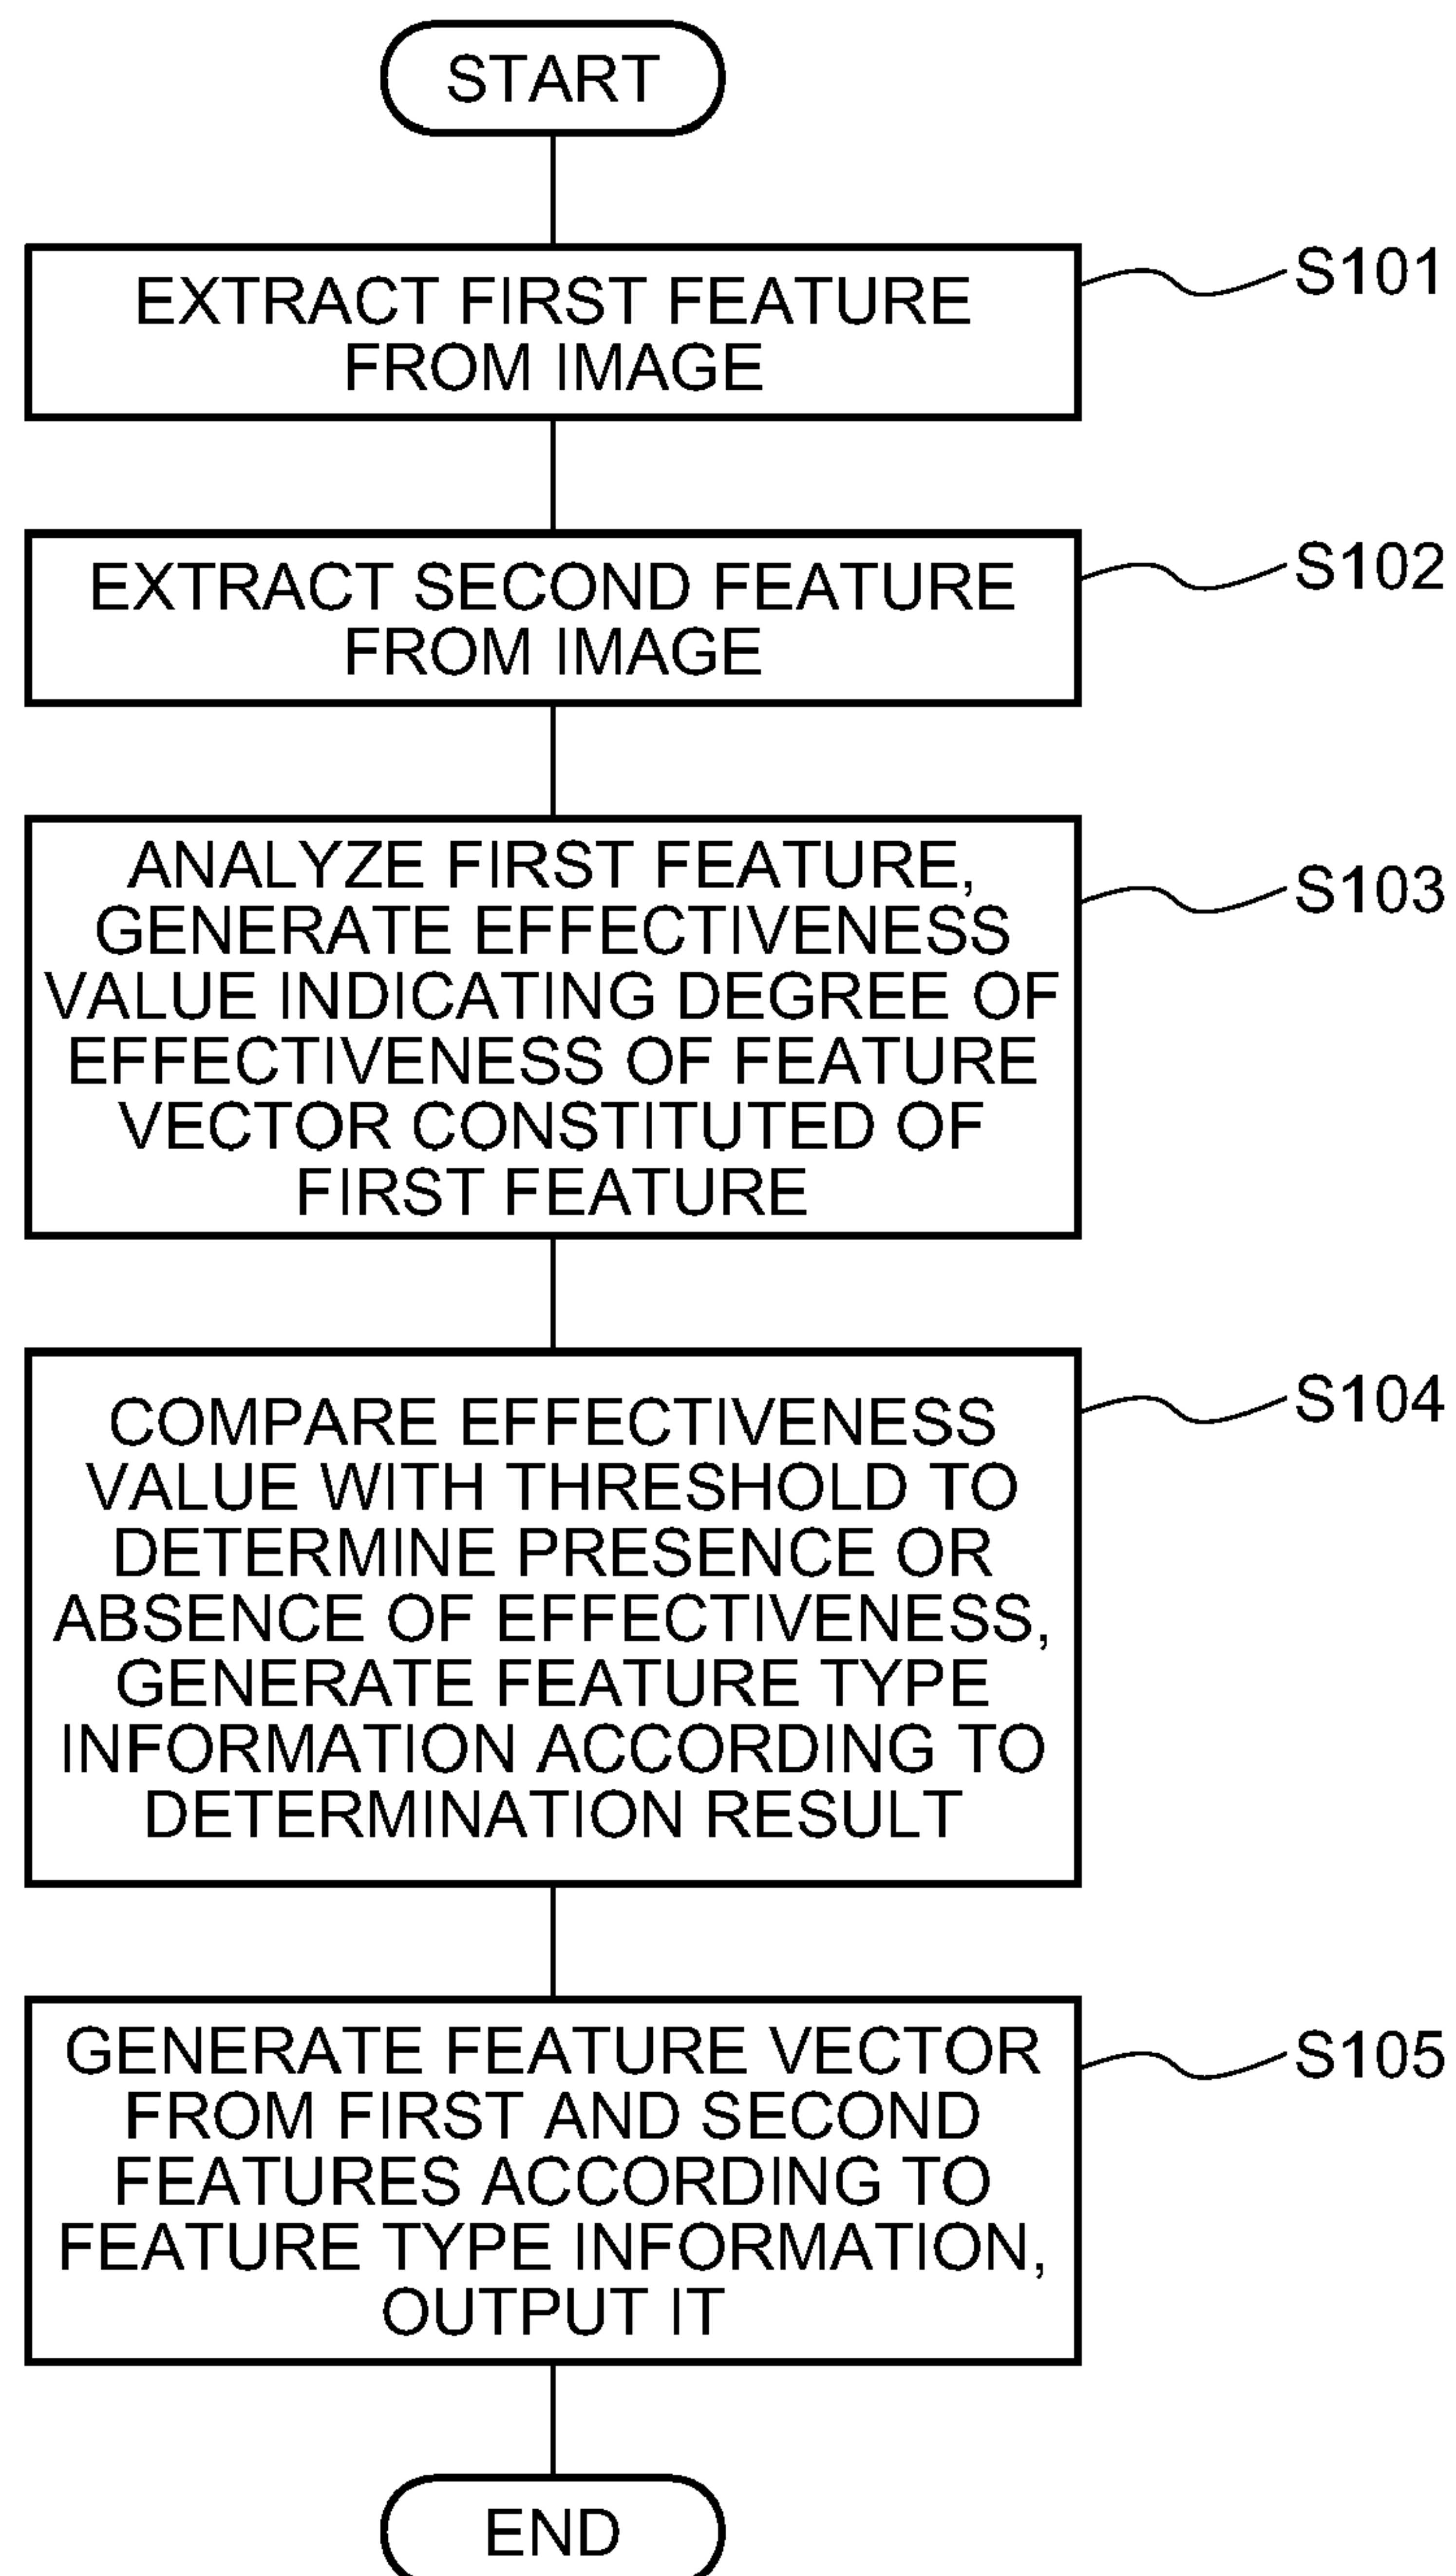 START
EXTRACT FIRST FEATURE
FROM IMAGE
S101
EXTRACT SECOND FEATURE
FROM IMAGE
S102
ANALYZE FIRST FEATURE,
GENERATE EFFECTIVENESS
VALUE INDICATING DEGREE OF
EFFECTIVENESS OF FEATURE
VECTOR CONSTITUTED OF
FIRST FEATURE
S103
COMPARE EFFECTIVENESS
VALUE WITH THRESHOLD TO
DETERMINE PRESENCE OR
ABSENCE OF EFFECTIVENESS,
GENERATE FEATURE TYPE
INFORMATION ACCORDING TO
DETERMINATION RESULT
S104
GENERATE FEATURE VECTOR
FROM FIRST AND SECOND
FEATURES ACCORDING TO
FEATURE TYPE INFORMATION,
OUTPUT IT
S105
END